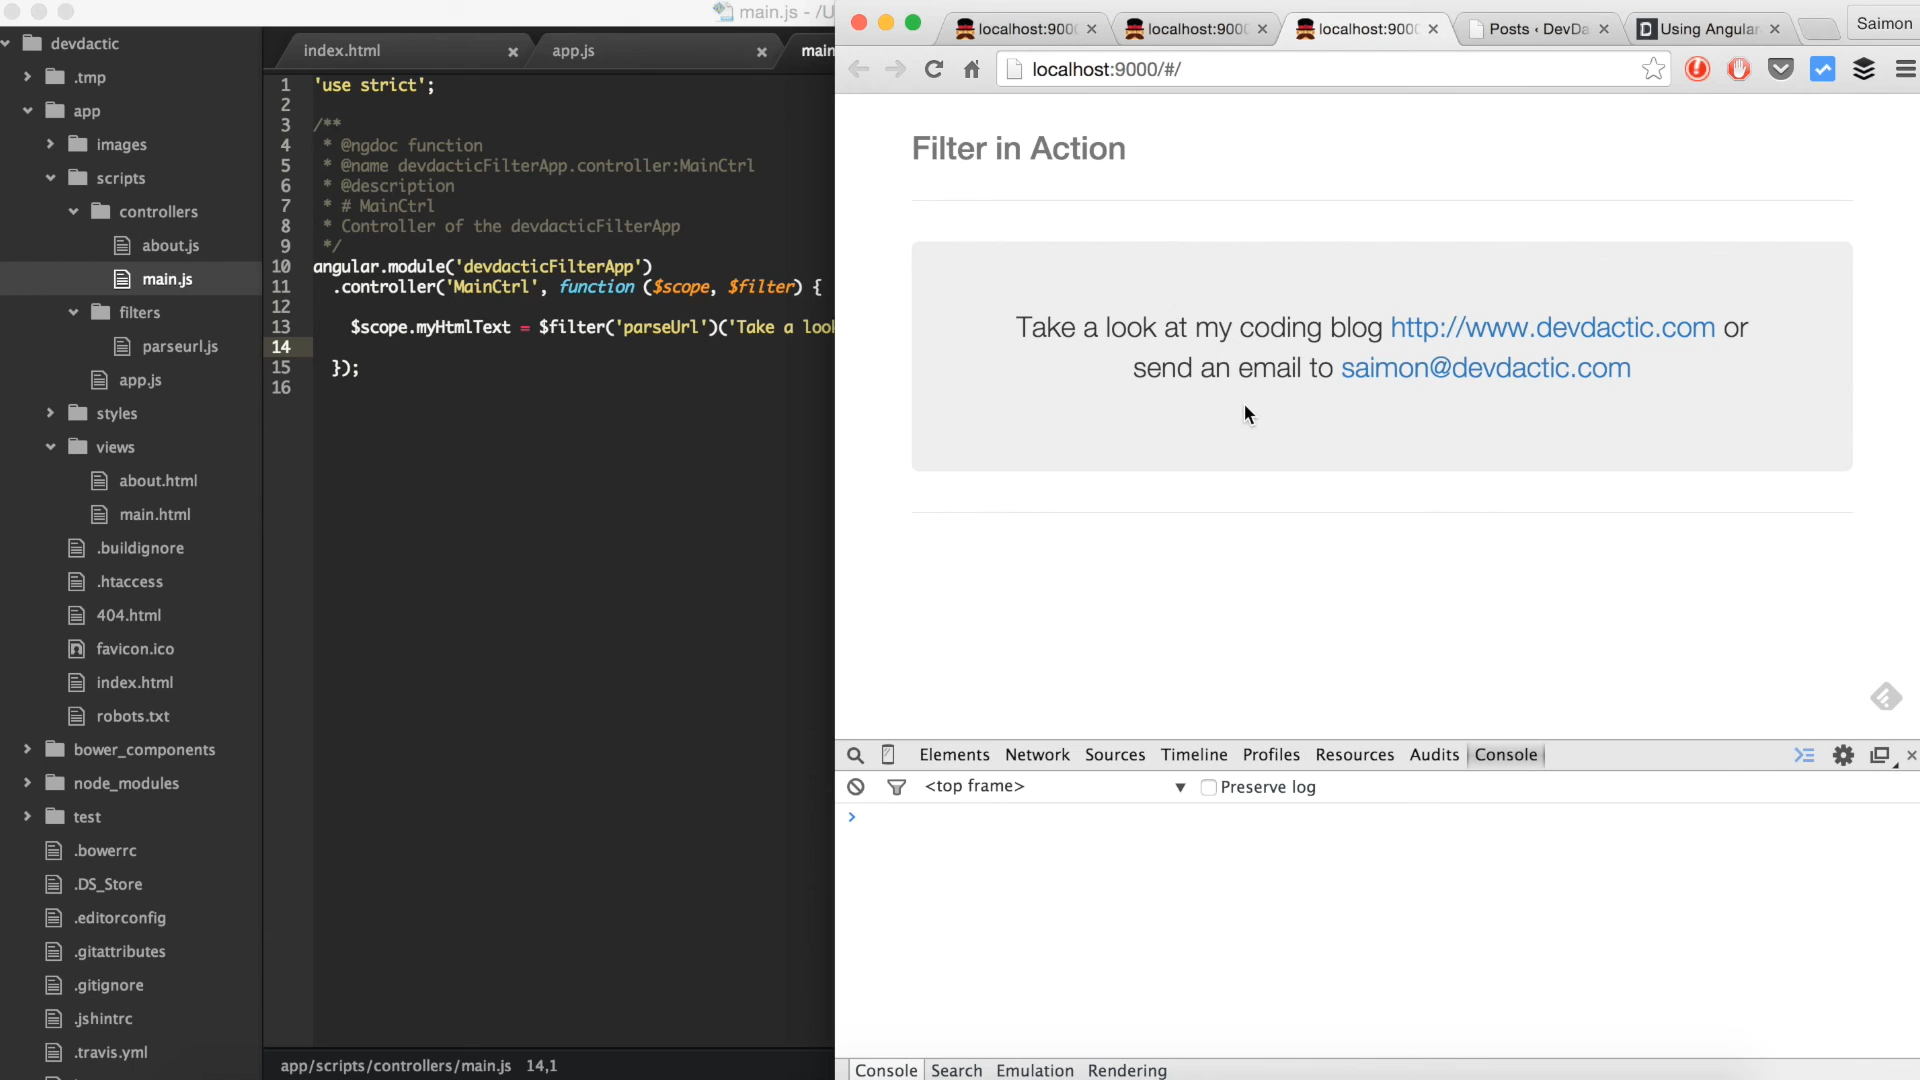 main.js - /U
devdactic
.tmp
app
images
scripts
controllers
about.js
main.js
filters
parseurl.js
app.js
styles
views
about.html
main.html
.buildignore
.htaccess
404.html
favicon.ico
index.html
robots.txt
bower_components
node_modules
test
.bowerrc
.DS_Store
.editorconfig
.gitattributes
.gitignore
.jshintrc
.travis.yml
index.html
app.js
main
1 'use strict';
2
3 /**
4 * @ngdoc function
5 * @name devdacticFilterApp.controller:MainCtrl
6 * @description
7 * # MainCtrl
8 * Controller of the devdacticFilterApp
9 */
10 angular.module('devdacticFilterApp')
11 .controller('MainCtrl', function ($scope, $filter) {
12
13 $scope.myHtmlText = $filter('parseUrl')('Take a look
14
15 });
16
app/scripts/controllers/main.js 14,1
localhost:900
localhost:900
localhost:900
Posts ‹ DevDa
Using Angular
Saimon
localhost:9000/#/
Filter in Action
Take a look at my coding blog http://www.devdactic.com or
send an email to saimon@devdactic.com
Elements Network Sources Timeline Profiles Resources Audits Console
<top frame> Preserve log
Console Search Emulation Rendering